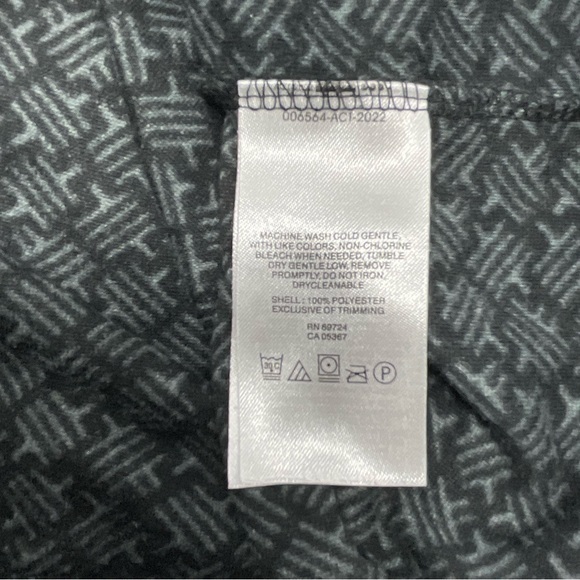 006564-ACT-2022
MACHINE WASH COLD GENTLE,
WITH LIKE COLORS, NON-CHLORINE
BLEACH WHEN NEEDED, TUMBLE
DRY GENTLE LOW, REMOVE
PROMPTLY, DO NOT IRON,
DRYCLEANABLE
SHELL : 100% POLYESTER
EXCLUSIVE OF TRIMMING
RN 69724
CA 05367
30 C
P